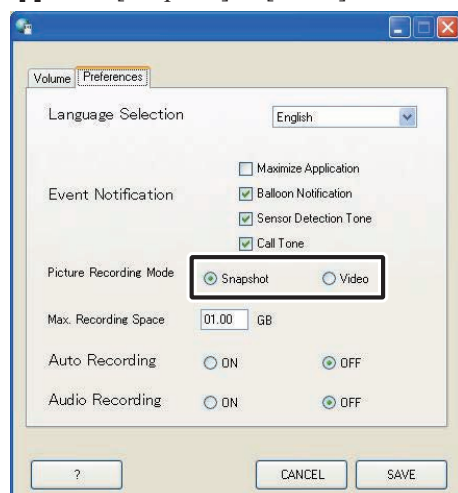 Volume Preferences
Language Selection English
Maximize Application
Event Notification Balloon Notification
Sensor Detection Tone
Call Tone
Picture Recording Mode Snapshot Video
Max. Recording Space 01.00 GB
Auto Recording ON OFF
Audio Recording ON OFF
? CANCEL SAVE